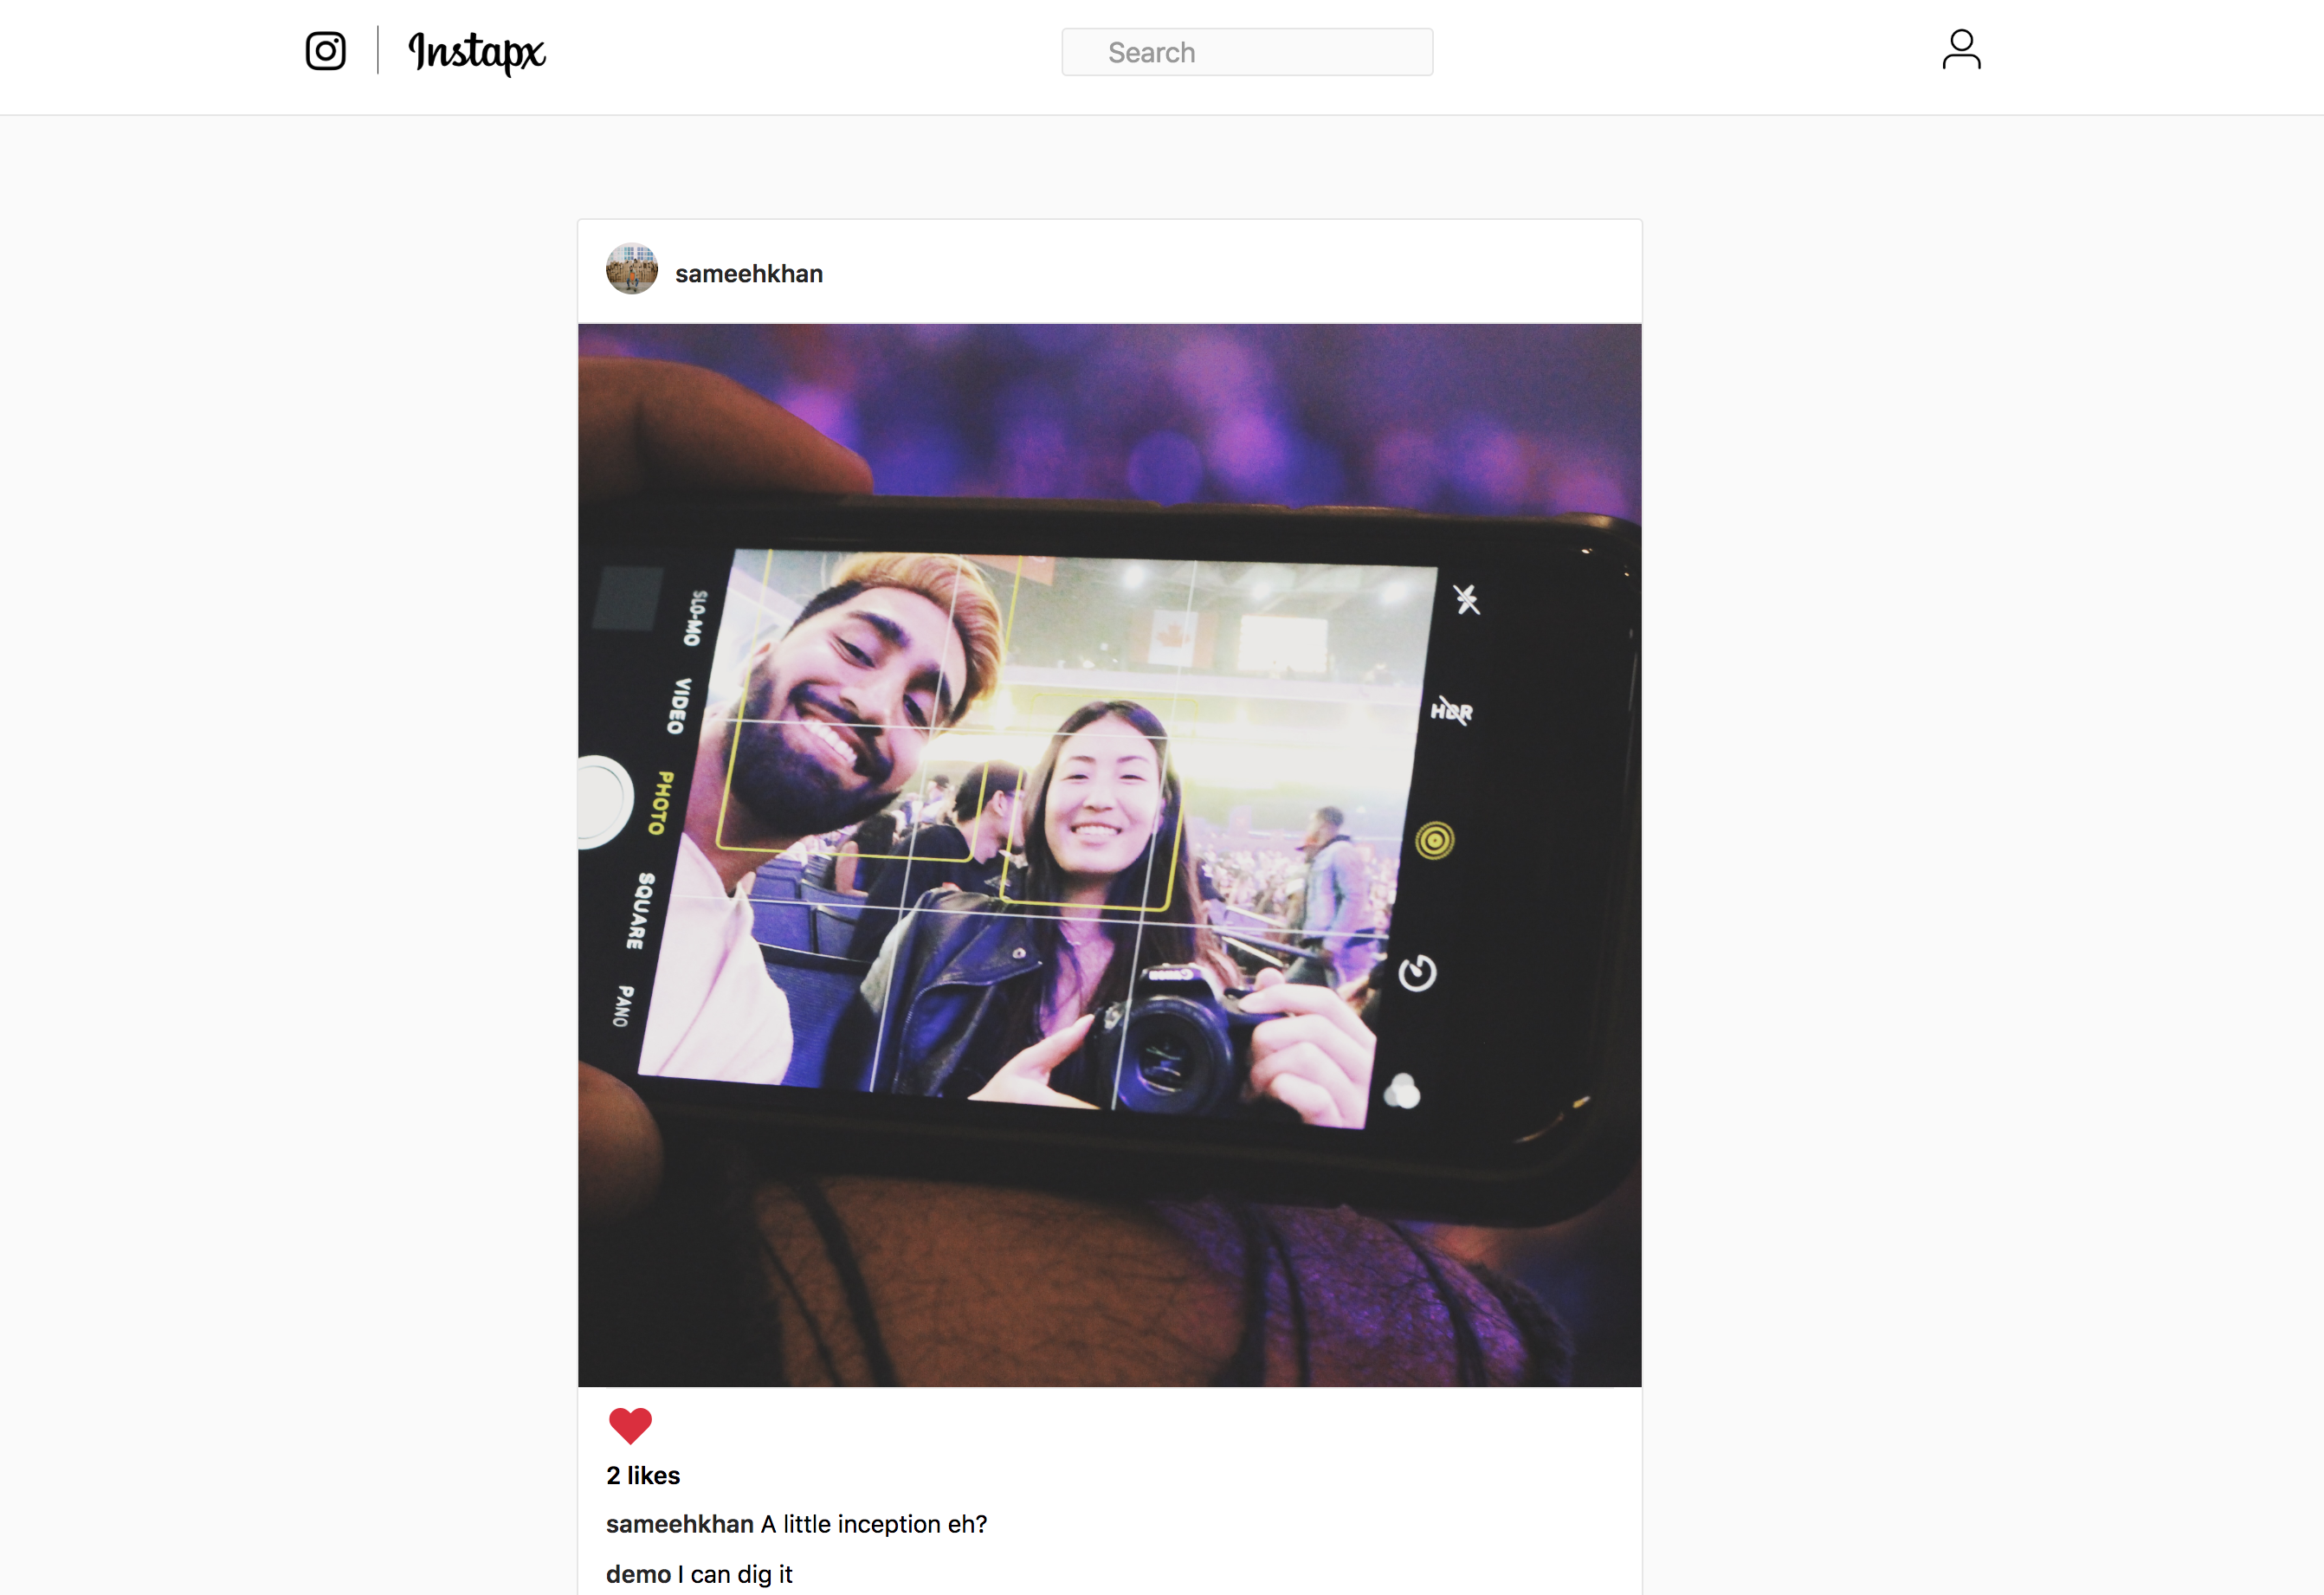 Instapx
Search
sameehkhan
SLO-MO
VIDEO
PHOTO
SQUARE
PANO
HDR
Canon
2 likes
sameehkhan A little inception eh?
demo I can dig it